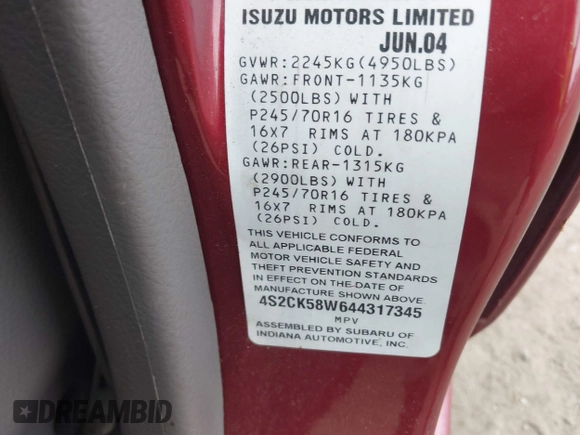 ISUZU MOTORS LIMITED
JUN.04
GVWR:2245KG(4950LBS)
GAWR:FRONT-1135KG
(2500LBS) WITH
P245/70R16 TIRES &
16X7 RIMS AT 180KPA
(26PSI) COLD.
GAWR:REAR-1315KG
(2900LBS) WITH
P245/70R16 TIRES &
16X7 RIMS AT 180KPA
(26PSI) COLD.
THIS VEHICLE CONFORMS TO
ALL APPLICABLE FEDERAL
MOTOR VEHICLE SAFETY AND
THEFT PREVENTION STANDARDS
IN EFFECT ON THE DATE OF
MANUFACTURE SHOWN ABOVE.
4S2CK58W644317345
MPV
ASSEMBLED BY SUBARU OF
INDIANA AUTOMOTIVE, INC.
DREAMBID